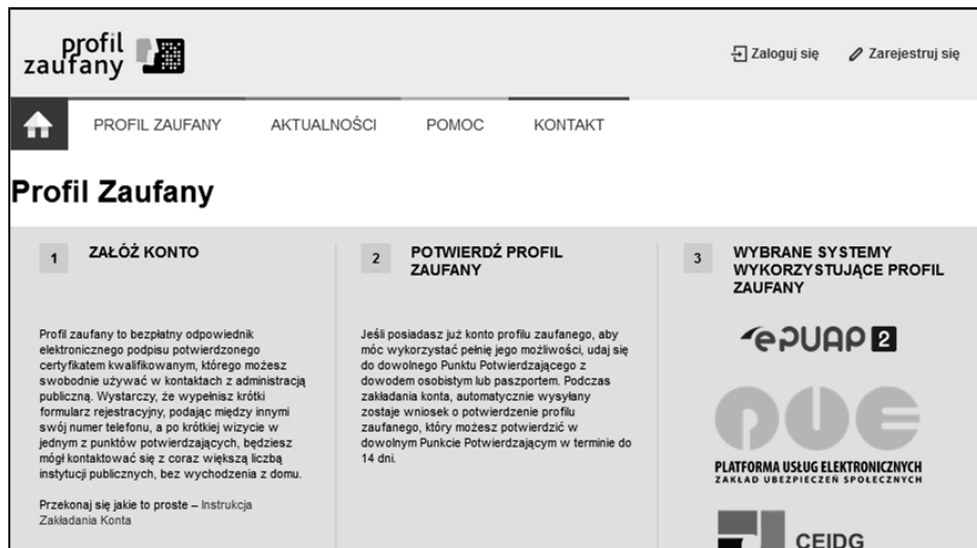 profil
zaufany
Zaloguj się
Zarejestruj się
PROFIL ZAUFANY
AKTUALNOŚCI
POMOC
KONTAKT
Profil Zaufany
1
ZAŁÓŻ KONTO
Profil zaufany to bezpłatny odpowiednik
elektronicznego podpisu potwierdzonego
certyfikatem kwalifikowanym, którego możesz
swobodnie używać w kontaktach z administracją
publiczną. Wystarczy, że wypełnisz krótki
formularz rejestracyjny, podając między innymi
swój numer telefonu, a po krótkiej wizycie w
jednym z punktów potwierdzających, będziesz
mógł kontaktować się z coraz większą liczbą
instytucji publicznych, bez wychodzenia z domu.
Przekonaj się jakie to proste – Instrukcja
Zakładania Konta
2
POTWIERDŹ PROFIL
ZAUFANY
Jeśli posiadasz już konto profilu zaufanego, aby
móc wykorzystać pełnię jego możliwości, udaj się
do dowolnego Punktu Potwierdzającego z
dowodem osobistym lub paszportem. Podczas
zakładania konta, automatycznie wysyłany
zostaje wniosek o potwierdzenie profilu
zaufanego, który możesz potwierdzić w
dowolnym Punkcie Potwierdzającym w terminie do
14 dni.
3
WYBRANE SYSTEMY
WYKORZYSTUJĄCE PROFIL
ZAUFANY
ePUAP 2
PUE
PLATFORMA USŁUG ELEKTRONICZNYCH
ZAKŁAD UBEZPIECZEŃ SPOŁECZNYCH
CEIDG